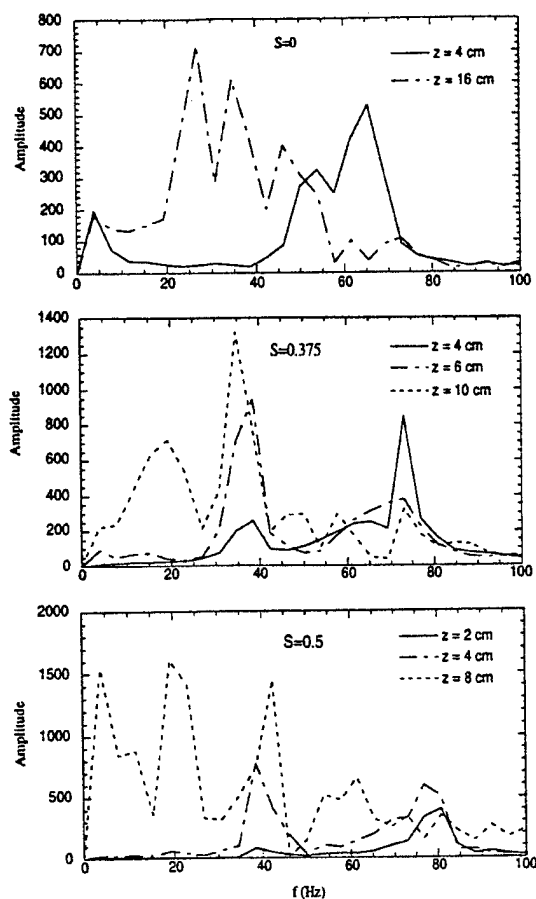 800
700
600
500
400
300
200
100
0
Amplitude
S=0
z = 4 cm
z = 16 cm
0 20 40 60 80 100
1400
1200
1000
800
600
400
200
0
Amplitude
S=0.375
z = 4 cm
z = 6 cm
z = 10 cm
0 20 40 60 80 100
2000
1500
1000
500
0
Amplitude
S=0.5
z = 2 cm
z = 4 cm
z = 8 cm
0 20 40 60 80 100
f (Hz)